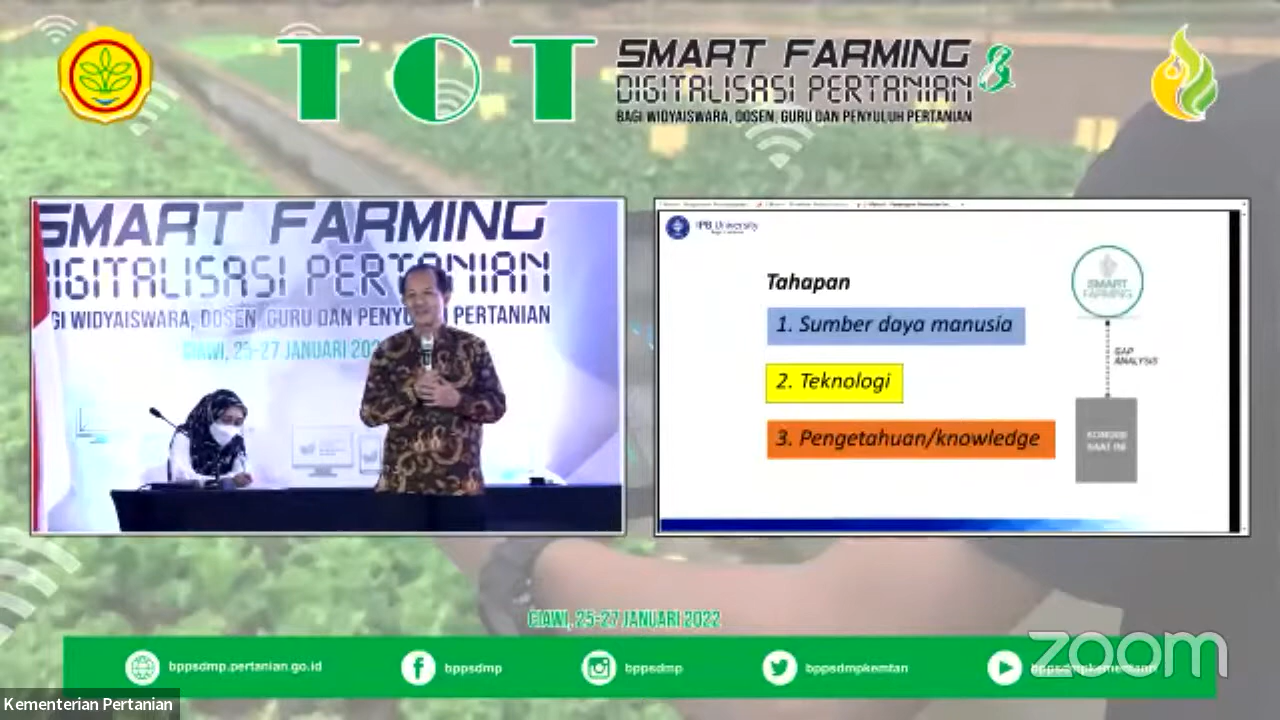 TOT
SMART FARMING &
DIGITALISASI PERTANIAN
BAGI WIDYAISWARA, DOSEN, GURU DAN PENYULUH PERTANIAN
SMART FARMING
DIGITALISASI PERTANIAN
GI WIDYAISWARA, DOSEN, GURU DAN PENYULUH PERTANIAN
CIAWI, 25-27 JANUARI 202
IPB University
Tahapan
1. Sumber daya manusia
2. Teknologi
3. Pengetahuan/knowledge
SMART
FARMING
GAP
ANALYSIS
KONDISI
SAAT INI
CIAWI, 25-27 JANUARI 2022
bppsdmp.pertanian.go.id
bppsdmp
bppsdmp
bppsdmpkemtan
bppsdmpkementan
zoom
Kementerian Pertanian